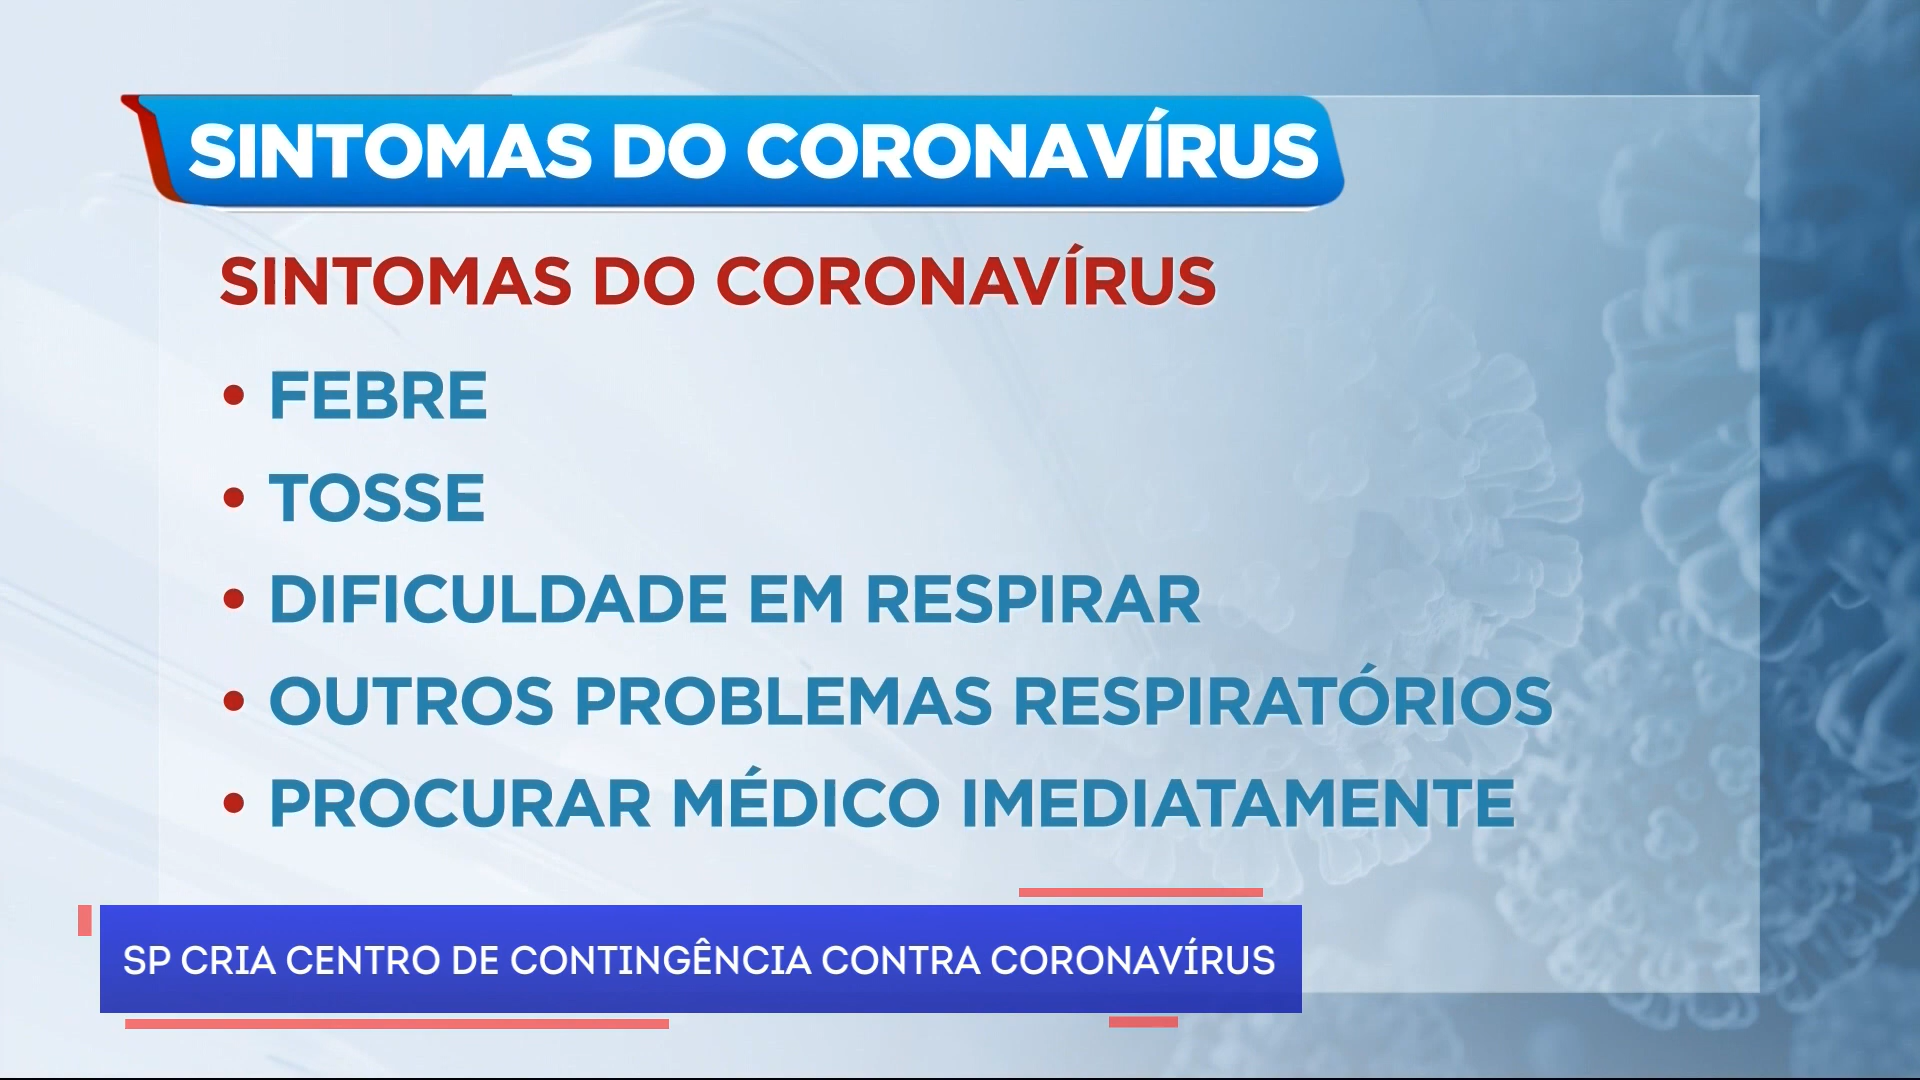 SINTOMAS DO CORONAVÍRUS
SINTOMAS DO CORONAVÍRUS
• FEBRE
• TOSSE
• DIFICULDADE EM RESPIRAR
• OUTROS PROBLEMAS RESPIRATÓRIOS
• PROCURAR MÉDICO IMEDIATAMENTE
SP CRIA CENTRO DE CONTINGÊNCIA CONTRA CORONAVÍRUS